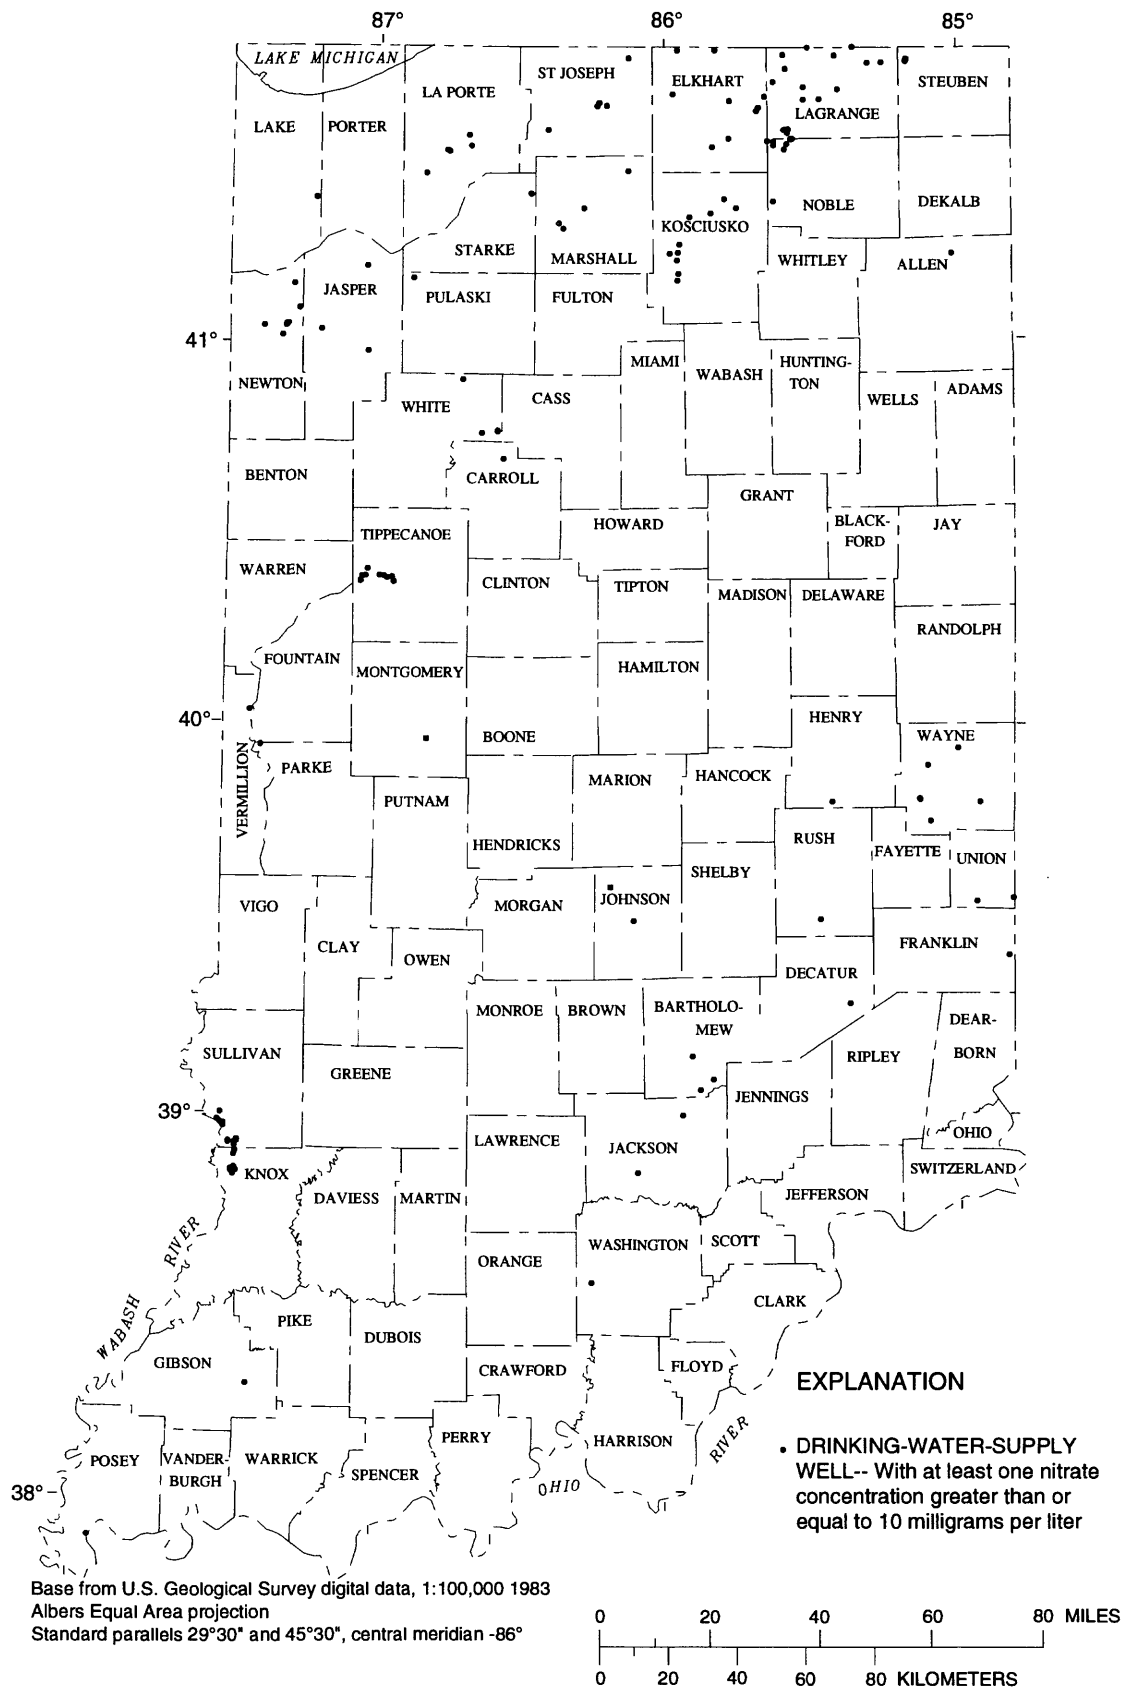 87° 86° 85°
LAKE MICHIGAN
ST JOSEPH
ELKHART
STEUBEN
LA PORTE
LAGRANGE
LAKE
PORTER
NOBLE
DEKALB
KOSCIUSKO
STARKE
MARSHALL
WHITLEY
ALLEN
JASPER
PULASKI
FULTON
41°
MIAMI
HUNTING-
TON
WABASH
NEWTON
WHITE
CASS
WELLS
ADAMS
BENTON
CARROLL
GRANT
HOWARD
BLACK-
FORD
JAY
TIPPECANOE
WARREN
CLINTON
TIPTON
MADISON
DELAWARE
RANDOLPH
FOUNTAIN
MONTGOMERY
HAMILTON
40°
HENRY
BOONE
WAYNE
VERMILLION
PARKE
MARION
HANCOCK
PUTNAM
HENDRICKS
RUSH
FAYETTE
UNION
SHELBY
VIGO
MORGAN
JOHNSON
CLAY
OWEN
FRANKLIN
DECATUR
MONROE
BROWN
BARTHOLO-
MEW
DEAR-
BORN
SULLIVAN
GREENE
RIPLEY
JENNINGS
39°
LAWRENCE
JACKSON
OHIO
KNOX
SWITZERLAND
DAVIESS
MARTIN
JEFFERSON
WABASH RIVER
ORANGE
WASHINGTON
SCOTT
CLARK
PIKE
DUBOIS
GIBSON
CRAWFORD
FLOYD
POSEY
VANDER-
BURGH
WARRICK
SPENCER
PERRY
HARRISON
OHIO RIVER
38°
EXPLANATION
DRINKING-WATER-SUPPLY
WELL-- With at least one nitrate
concentration greater than or
equal to 10 milligrams per liter
Base from U.S. Geological Survey digital data, 1:100,000 1983
Albers Equal Area projection
Standard parallels 29°30" and 45°30", central meridian -86°
0 20 40 60 80 MILES
0 20 40 60 80 KILOMETERS